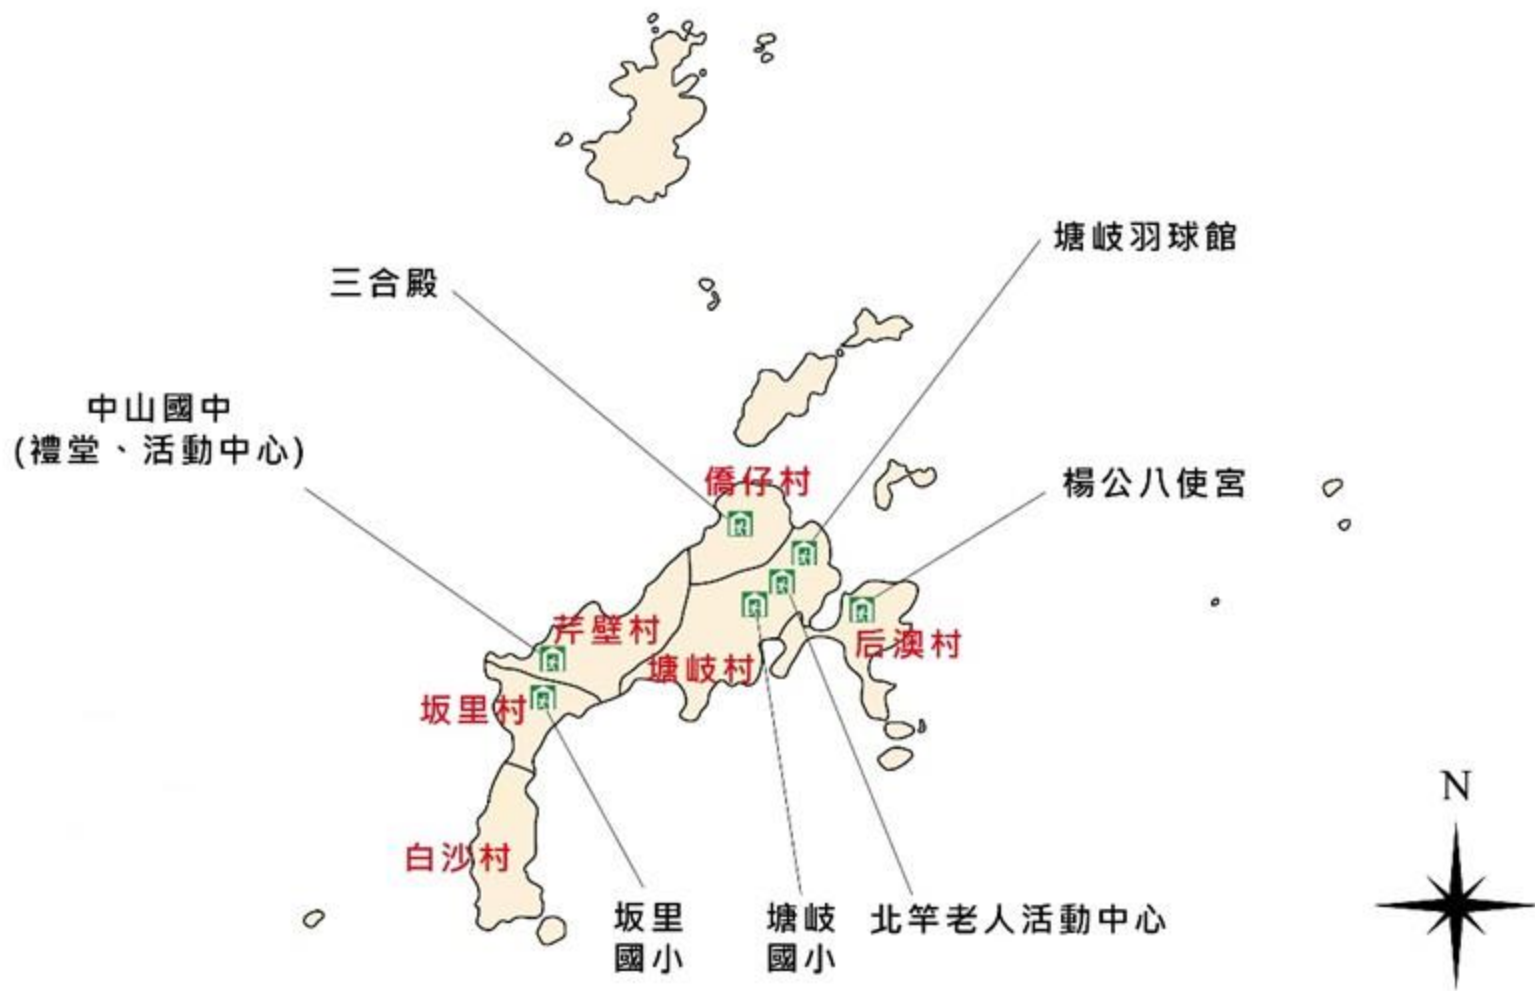 塘岐羽球館
三合殿
中山國中
(禮堂、活動中心)
僑仔村
楊公八使宮
芹壁村
后澳村
塘岐村
坂里村
N
白沙村
坂里
國小
塘岐
國小
北竿老人活動中心